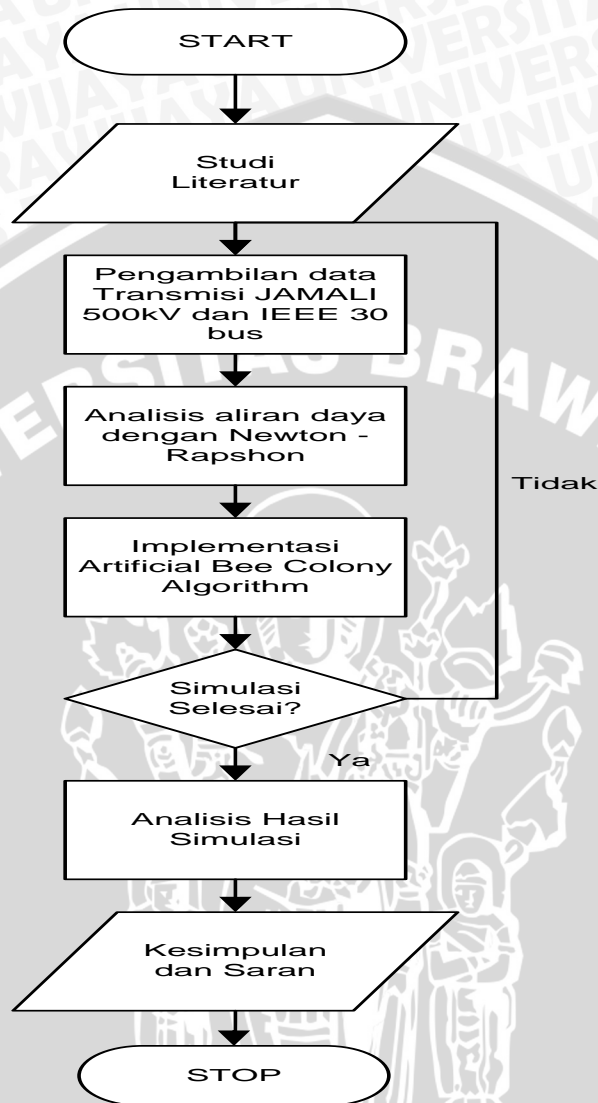 START
Studi
Literatur
Pengambilan data
Transmisi JAMALI
500kV dan IEEE 30
bus
Analisis aliran daya
dengan Newton -
Rapshon
Tidak
Implementasi
Artificial Bee Colony
Algorithm
Simulasi
Selesai?
Ya
Analisis Hasil
Simulasi
Kesimpulan
dan Saran
STOP